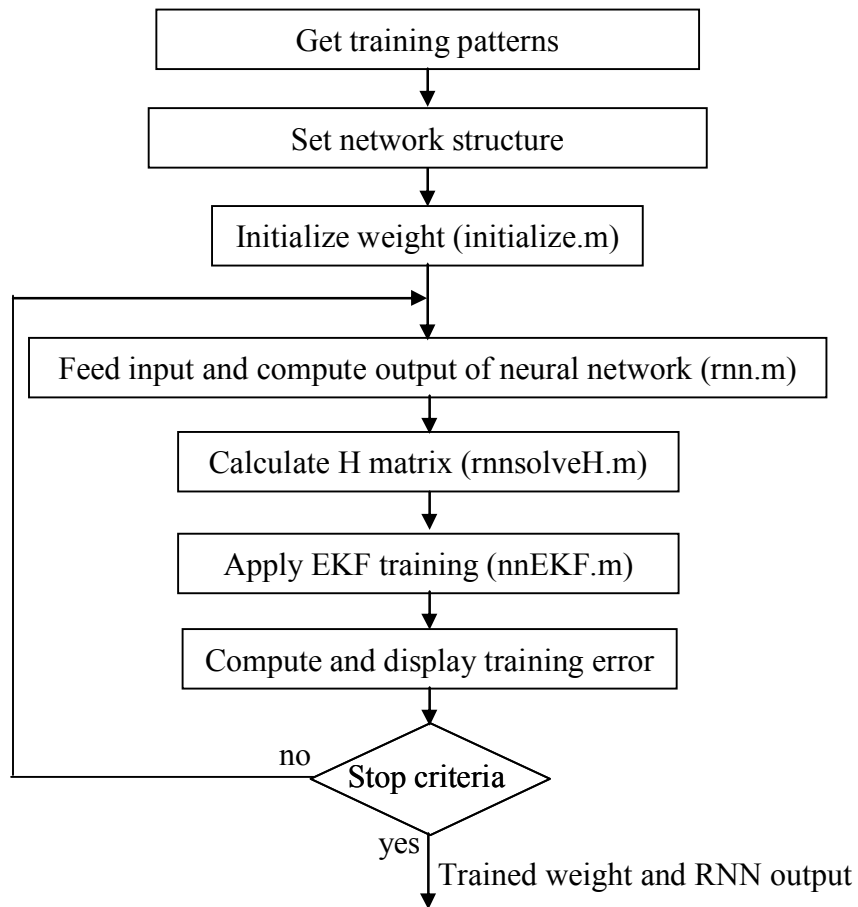 Get training patterns
Set network structure
Initialize weight (initialize.m)
Feed input and compute output of neural network (rnn.m)
Calculate H matrix (rnnsolveH.m)
Apply EKF training (nnEKF.m)
Compute and display training error
no
Stop criteria
yes
Trained weight and RNN output